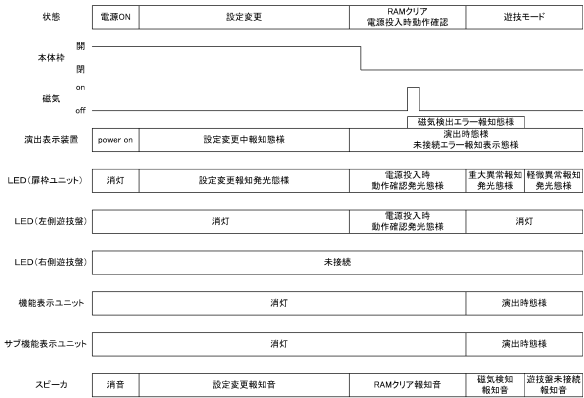 状態
電源ON
設定変更
RAMクリア
電源投入時動作確認
遊技モード
本体枠
開
閉
磁気
on
off
磁気検出エラー報知態様
演出表示装置
power on
設定変更中報知態様
演出時態様
未接続エラー報知表示態様
LED(扉枠ユニット)
消灯
設定変更報知発光態様
電源投入時
動作確認発光態様
重大異常報知
発光態様
軽微異常報知
発光態様
LED(左側遊技盤)
消灯
電源投入時
動作確認発光態様
消灯
LED(右側遊技盤)
未接続
機能表示ユニット
消灯
演出時態様
サブ機能表示ユニット
消灯
演出時態様
スピーカ
消音
設定変更報知音
RAMクリア報知音
磁気検知
報知音
遊技盤未接続
報知音